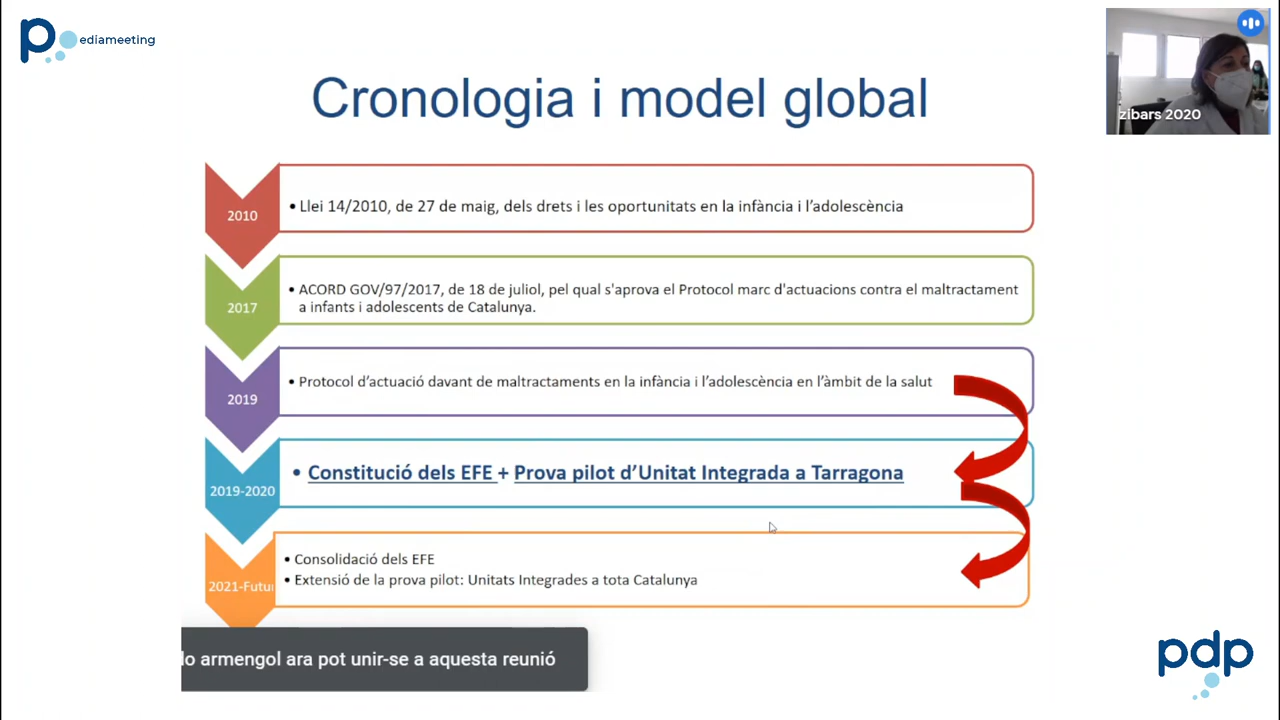 pediameeting
zibars 2020
Cronologia i model global
2010
• Llei 14/2010, de 27 de maig, dels drets i les oportunitats en la infància i l'adolescència
2017
• ACORD GOV/97/2017, de 18 de juliol, pel qual s'aprova el Protocol marc d'actuacions contra el maltractament
a infants i adolescents de Catalunya.
2019
• Protocol d'actuació davant de maltractaments en la infància i l'adolescència en l'àmbit de la salut
2019-2020
• Constitució dels EFE + Prova pilot d'Unitat Integrada a Tarragona
2021-Futu
• Consolidació dels EFE
• Extensió de la prova pilot: Unitats Integrades a tota Catalunya
lo armengol ara pot unir-se a aquesta reunió
pdp